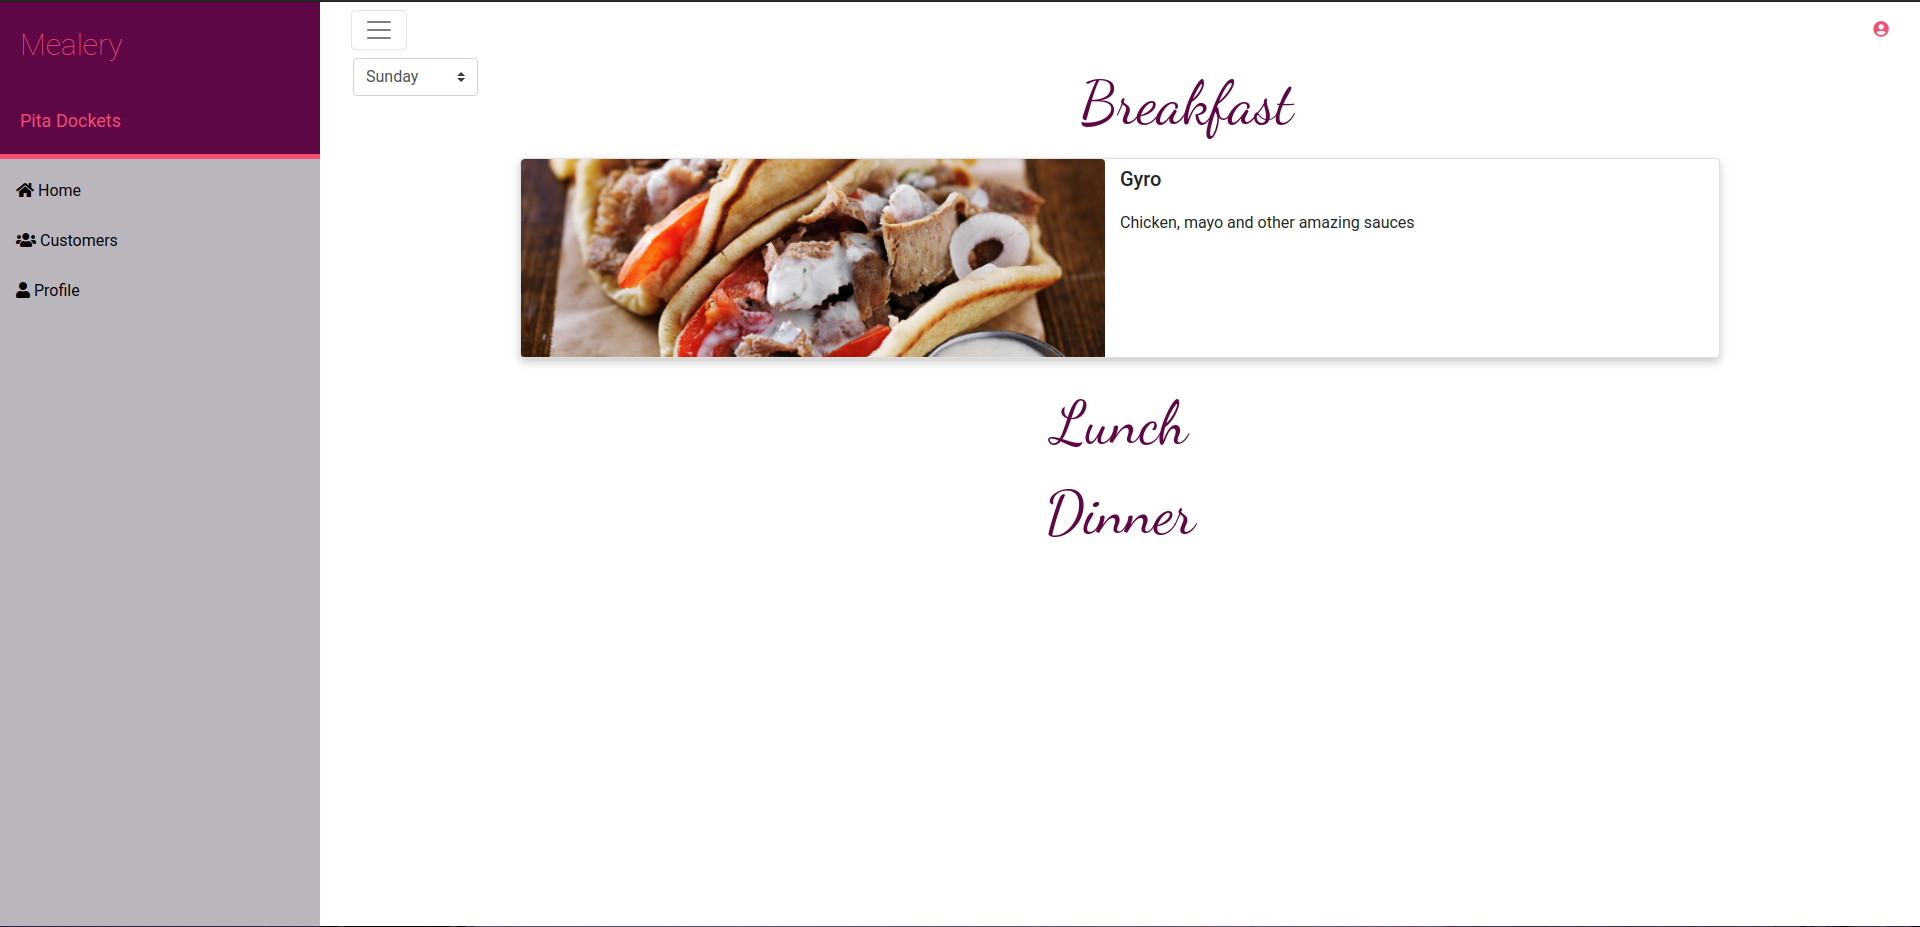 Mealery
Pita Dockets
Home
Customers
Profile
Sunday
Breakfast
Gyro
Chicken, mayo and other amazing sauces
Lunch
Dinner